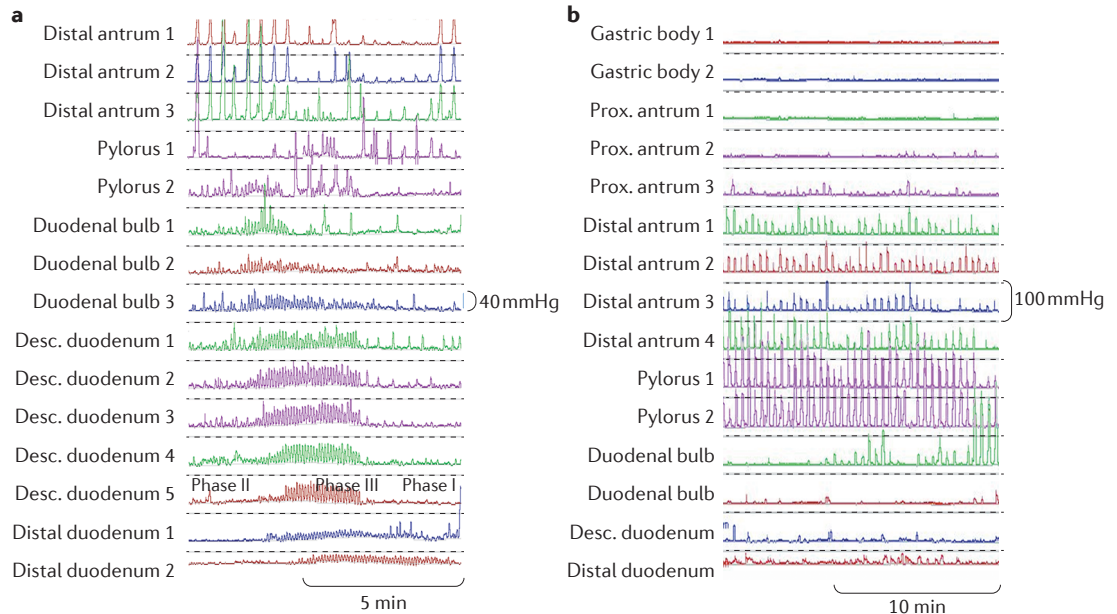 a
Distal antrum 1
Distal antrum 2
Distal antrum 3
Pylorus 1
Pylorus 2
Duodenal bulb 1
Duodenal bulb 2
Duodenal bulb 3
40 mmHg
Desc. duodenum 1
Desc. duodenum 2
Desc. duodenum 3
Desc. duodenum 4
Phase II
Phase III
Phase I
Desc. duodenum 5
Distal duodenum 1
Distal duodenum 2
5 min
b
Gastric body 1
Gastric body 2
Prox. antrum 1
Prox. antrum 2
Prox. antrum 3
Distal antrum 1
Distal antrum 2
Distal antrum 3
100 mmHg
Distal antrum 4
Pylorus 1
Pylorus 2
Duodenal bulb
Duodenal bulb
Desc. duodenum
Distal duodenum
10 min